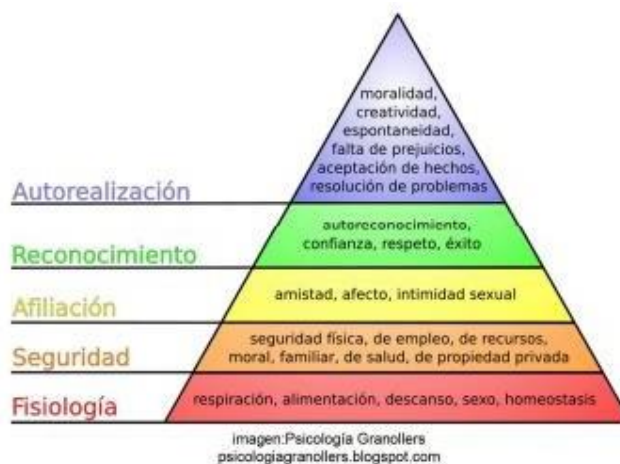 moralidad,
creatividad,
espontaneidad,
falta de prejuicios,
aceptación de hechos,
resolución de problemas
Autorealización
autoreconocimiento,
confianza, respeto, éxito
Reconocimiento
amistad, afecto, intimidad sexual
Afiliación
seguridad física, de empleo, de recursos,
moral, familiar, de salud, de propiedad privada
Seguridad
respiración, alimentación, descanso, sexo, homeostasis
Fisiología
imagen:Psicología Granollers
psicologiagranollers.blogspot.com